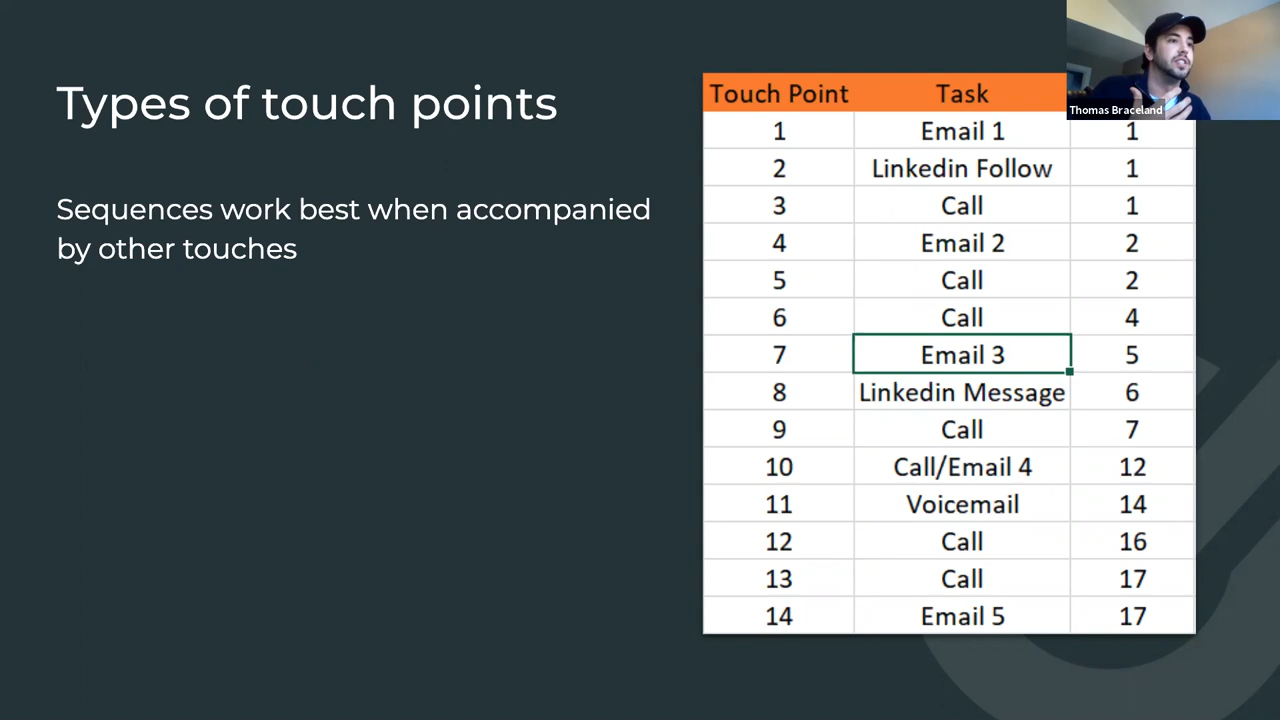 Types of touch points
Sequences work best when accompanied
by other touches
Touch Point Task
1 Email 1 1
2 Linkedin Follow 1
3 Call 1
4 Email 2 2
5 Call 2
6 Call 4
7 Email 3 5
8 Linkedin Message 6
9 Call 7
10 Call/Email 4 12
11 Voicemail 14
12 Call 16
13 Call 17
14 Email 5 17
Thomas Braceland